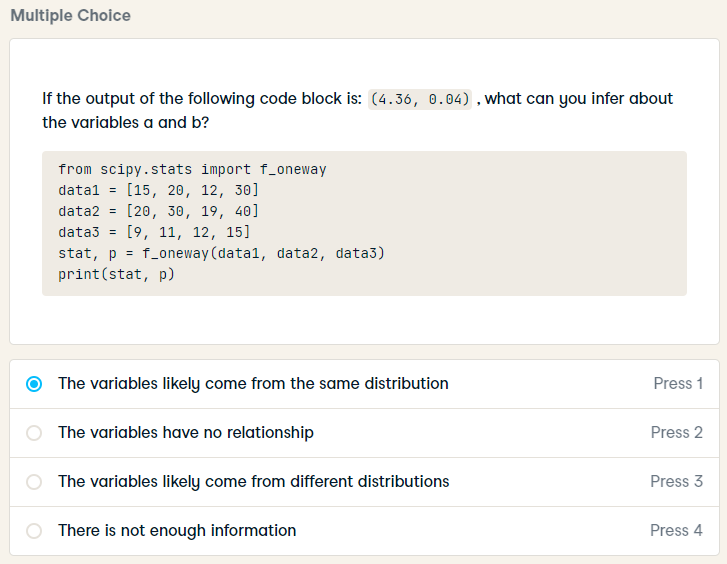 Multiple Choice
If the output of the following code block is: (4.36, 0.04) , what can you infer about
the variables a and b?
from scipy.stats import f_oneway
data1 = [15, 20, 12, 30]
data2 = [20, 30, 19, 40]
data3 = [9, 11, 12, 15]
stat, p = f_oneway(data1, data2, data3)
print(stat, p)
The variables likely come from the same distribution Press 1
The variables have no relationship Press 2
The variables likely come from different distributions Press 3
There is not enough information Press 4